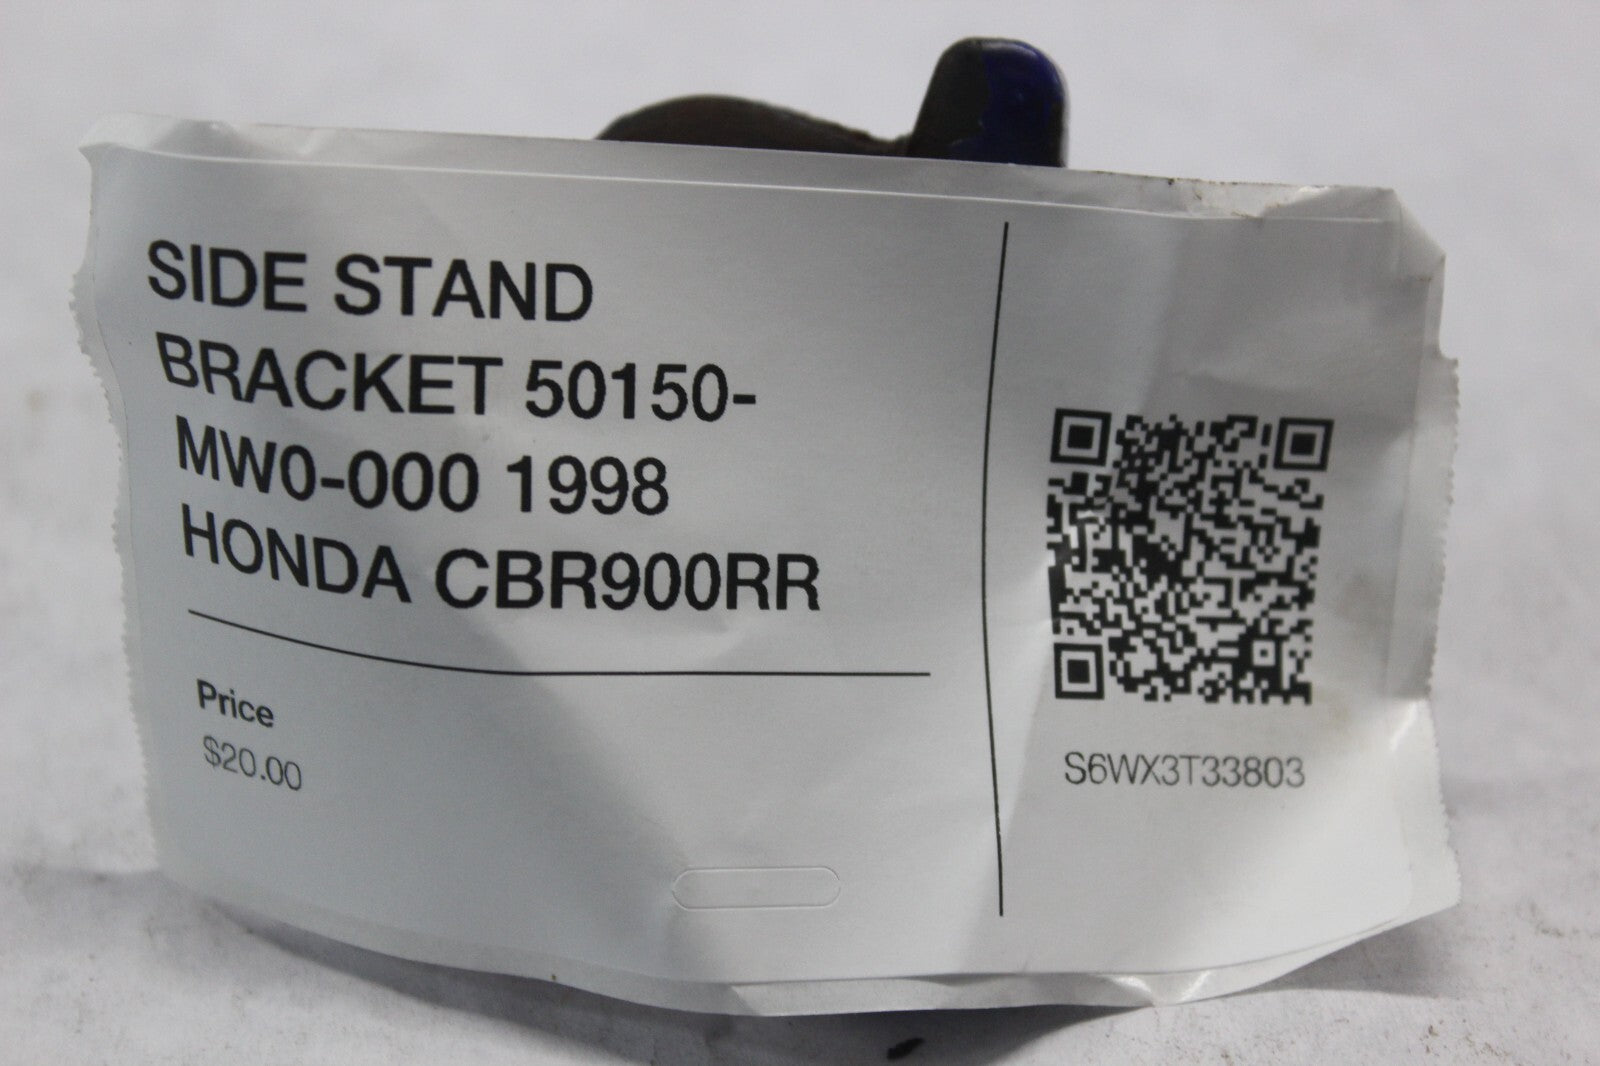 SIDE STAND
BRACKET 50150-
MW0-000 1998
HONDA CBR900RR
Price
$20.00
S6WX3T33803